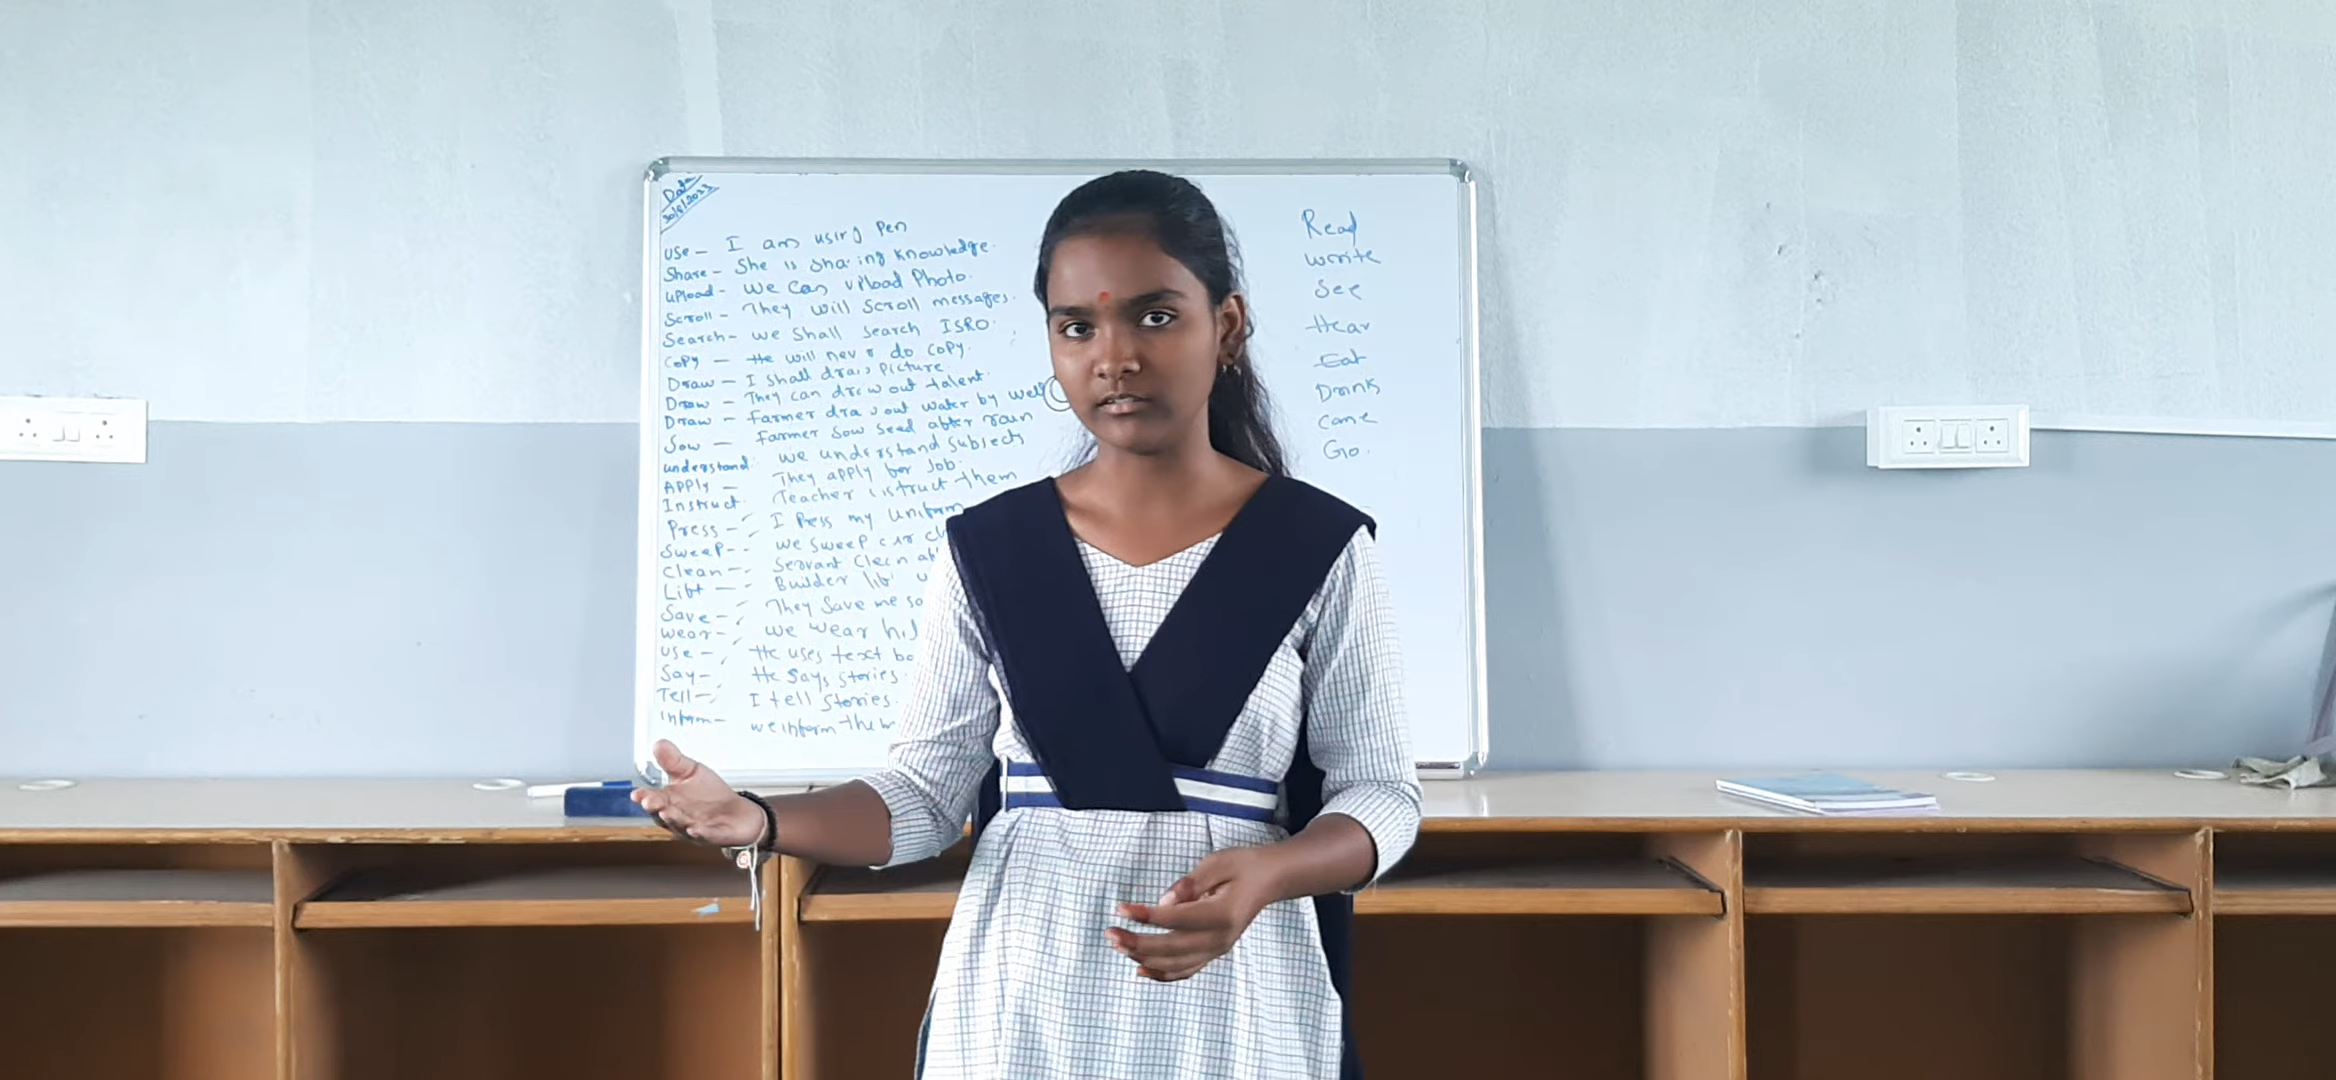 Date
30/8/2023
Use - I am using Pen
Share - She is sharing knowledge.
Upload - We can upload Photo.
Scroll - They will scroll messages.
Search - We shall search ISRO.
Copy - He will never do copy.
Draw - I shall draw picture.
Draw - They can draw out talent.
Draw - Farmer draw out water by well
Sow - Farmer sow seed after rain
Understand. We understand subjects
Apply - They apply for Job.
Instruct. Teacher instruct them
Press - I Press my uniform
Sweep - We sweep our
Clean - Servant clean
Lift - Builder lift
Save - They save me
Wear - We wear
Use - He uses text
Say - He says stories.
Tell - I tell stories.
Inform - We inform
Read
Write
See
Hear
Eat
Drink
Come
Go.